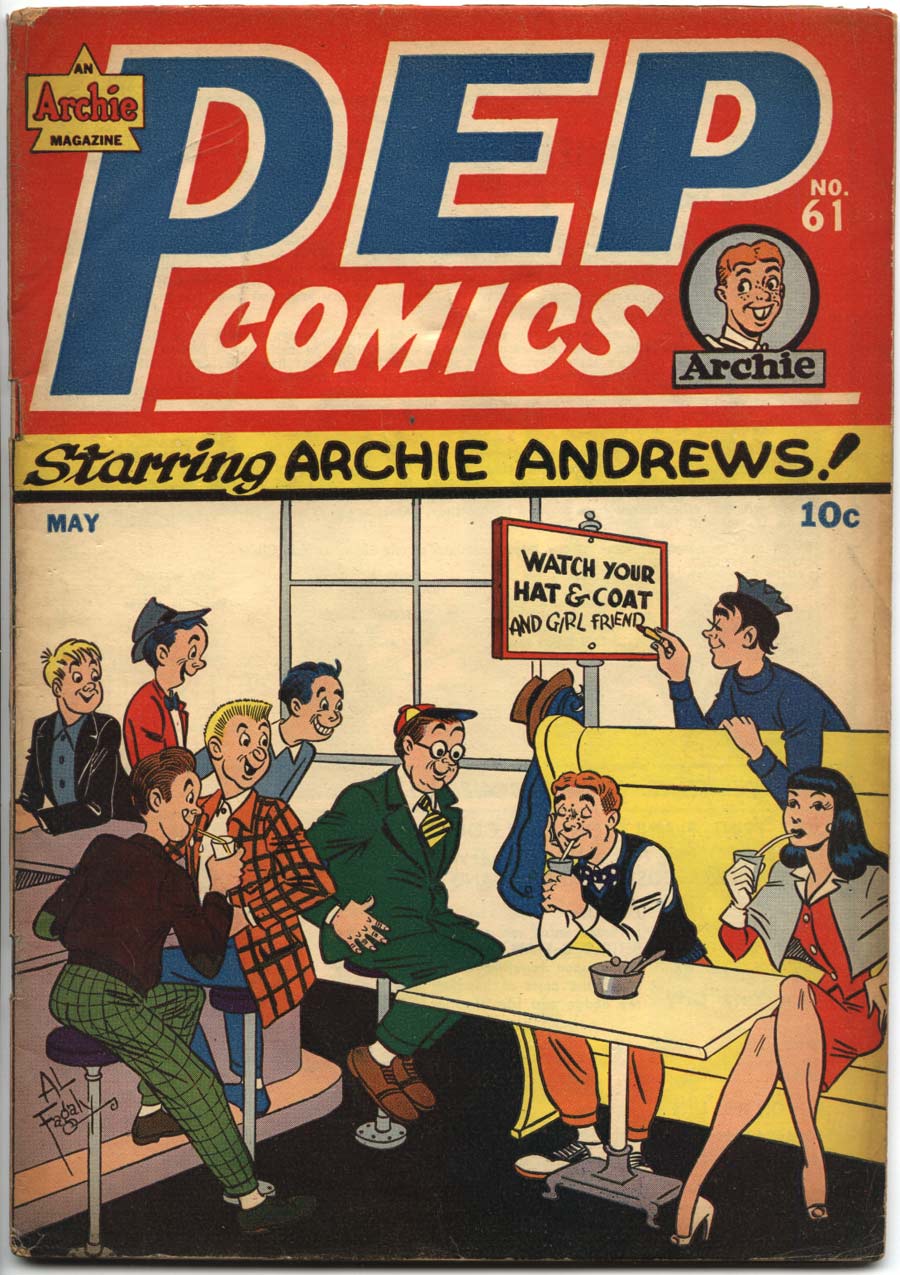 AN
Archie
MAGAZINE
PEP
COMICS
NO.
61
Archie
Starring ARCHIE ANDREWS!
MAY
10c
WATCH YOUR
HAT & COAT
AND GIRL FRIEND
AL
Fagaly